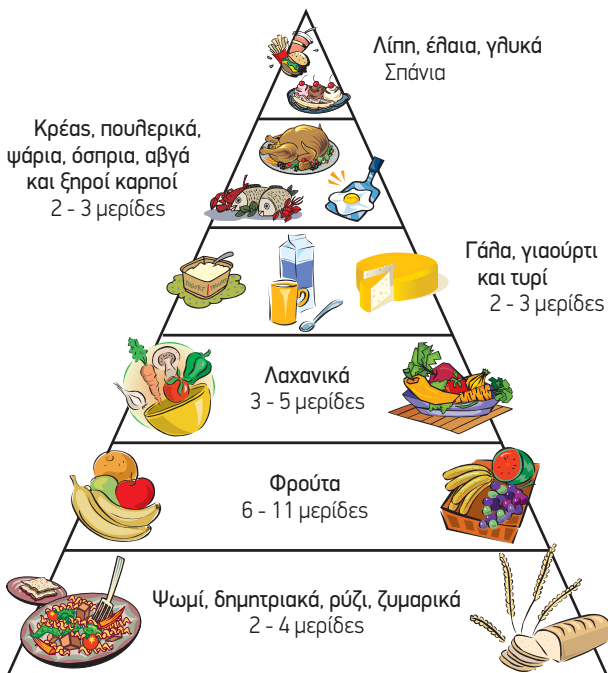 Λίπη, έλαια, γλυκά
Σπάνια
Κρέας, πουλερικά,
ψάρια, όσπρια, αβγά
και ξηροί καρποί
2 - 3 μερίδες
Γάλα, γιαούρτι
και τυρί
2 - 3 μερίδες
Λαχανικά
3 - 5 μερίδες
Φρούτα
6 - 11 μερίδες
Ψωμί, δημητριακά, ρύζι, ζυμαρικά
2 - 4 μερίδες